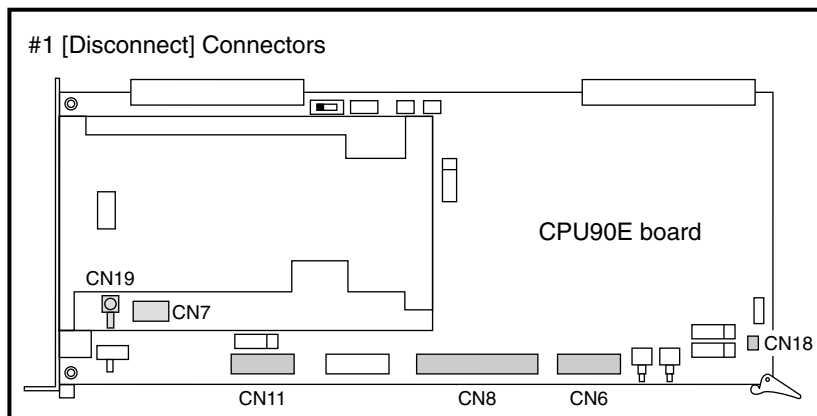 #1 [Disconnect] Connectors
CPU90E board
CN19
CN7
CN18
CN11
CN8
CN6